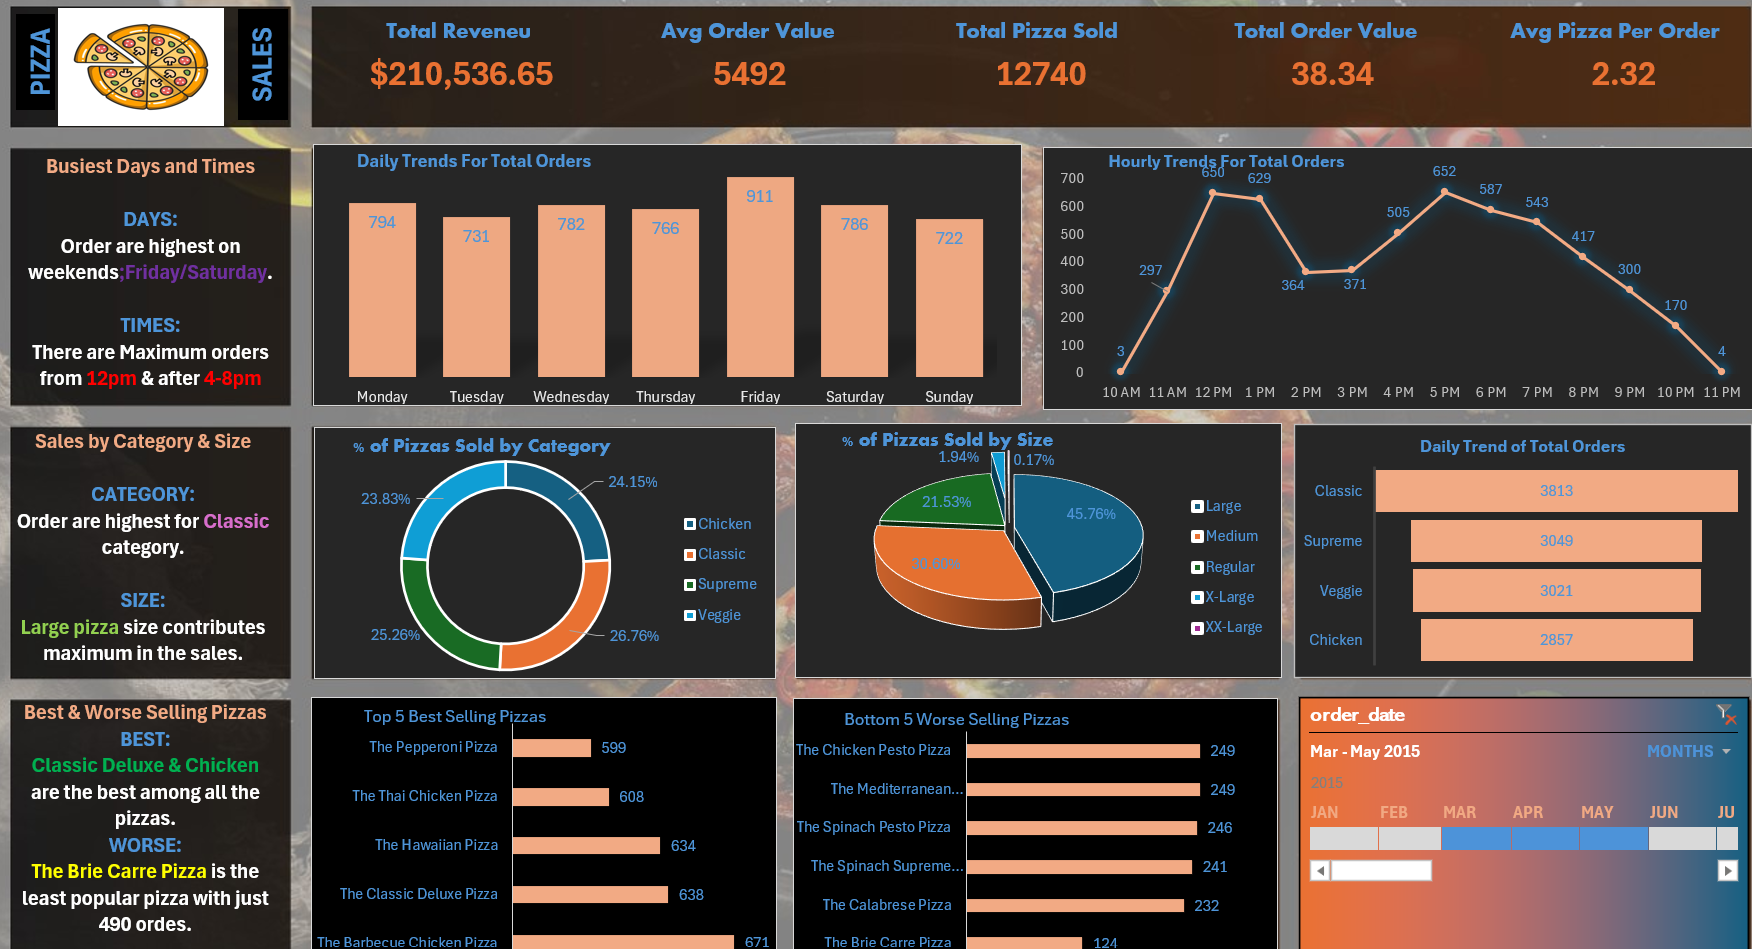 PIZZA
SALES
Total Reveneu
$210,536.65
Avg Order Value
5492
Total Pizza Sold
12740
Total Order Value
38.34
Avg Pizza Per Order
2.32
Busiest Days and Times
DAYS:
Order are highest on
weekends;Friday/Saturday.
TIMES:
There are Maximum orders
from 12pm & after 4-8pm
Daily Trends For Total Orders
794
731
782
766
911
786
722
Monday
Tuesday
Wednesday
Thursday
Friday
Saturday
Sunday
Hourly Trends For Total Orders
700
600
500
400
300
200
100
0
3
297
650
629
364
371
505
652
587
543
417
300
170
4
10 AM
11 AM
12 PM
1 PM
2 PM
3 PM
4 PM
5 PM
6 PM
7 PM
8 PM
9 PM
10 PM
11 PM
Sales by Category & Size
CATEGORY:
Order are highest for Classic
category.
SIZE:
Large pizza size contributes
maximum in the sales.
% of Pizzas Sold by Category
24.15%
23.83%
25.26%
26.76%
Chicken
Classic
Supreme
Veggie
% of Pizzas Sold by Size
1.94%
0.17%
21.53%
45.76%
Large
Medium
Regular
X-Large
XX-Large
Daily Trend of Total Orders
Classic
3813
Supreme
3049
Veggie
3021
Chicken
2857
Best & Worse Selling Pizzas
BEST:
Classic Deluxe & Chicken
are the best among all the
pizzas.
WORSE:
The Brie Carre Pizza is the
least popular pizza with just
490 ordes.
Top 5 Best Selling Pizzas
The Pepperoni Pizza
599
The Thai Chicken Pizza
608
The Hawaiian Pizza
634
The Classic Deluxe Pizza
638
The Barbecue Chicken Pizza
671
Bottom 5 Worse Selling Pizzas
The Chicken Pesto Pizza
249
The Mediterranean...
249
The Spinach Pesto Pizza
246
The Spinach Supreme...
241
The Calabrese Pizza
232
The Brie Carre Pizza
124
order_date
Mar - May 2015
MONTHS
2015
JAN
FEB
MAR
APR
MAY
JUN
JU